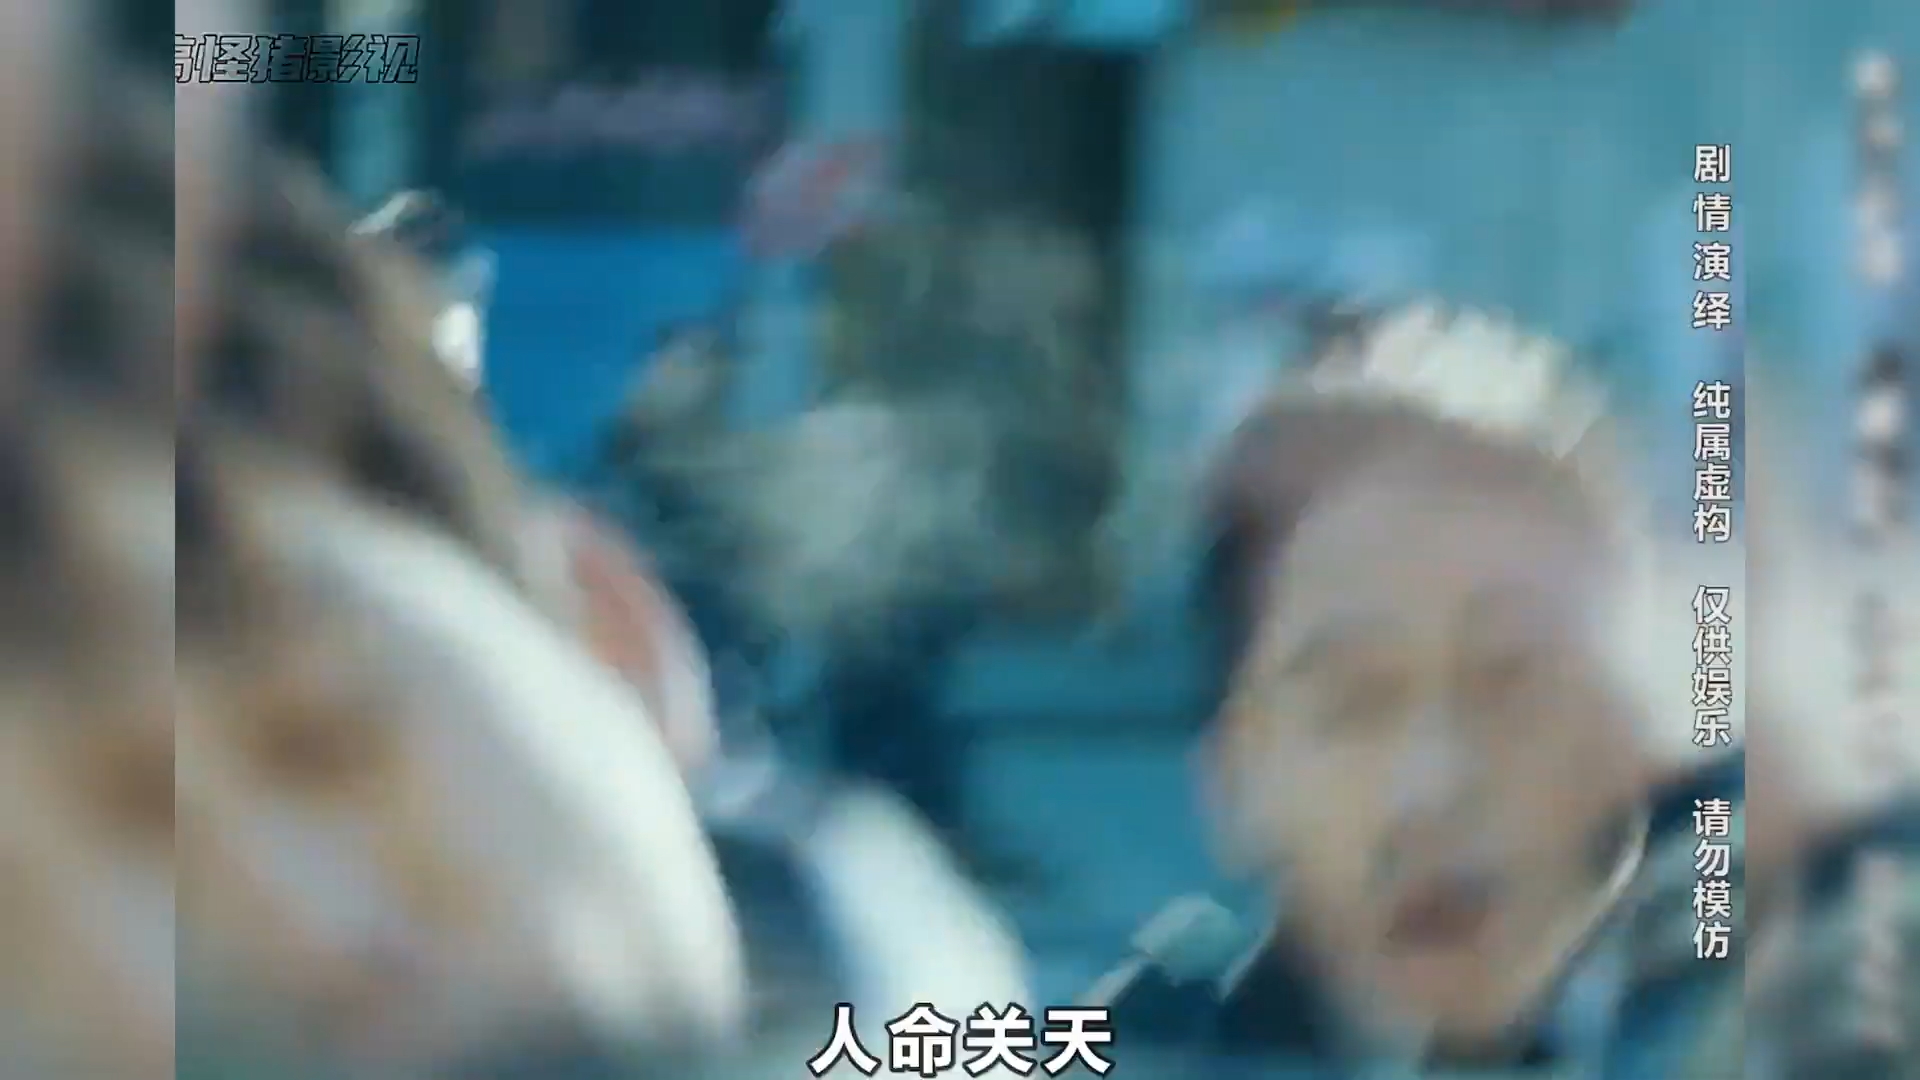 怪猪影视
剧情演绎 纯属虚构 仅供娱乐 请勿模仿
人命关天